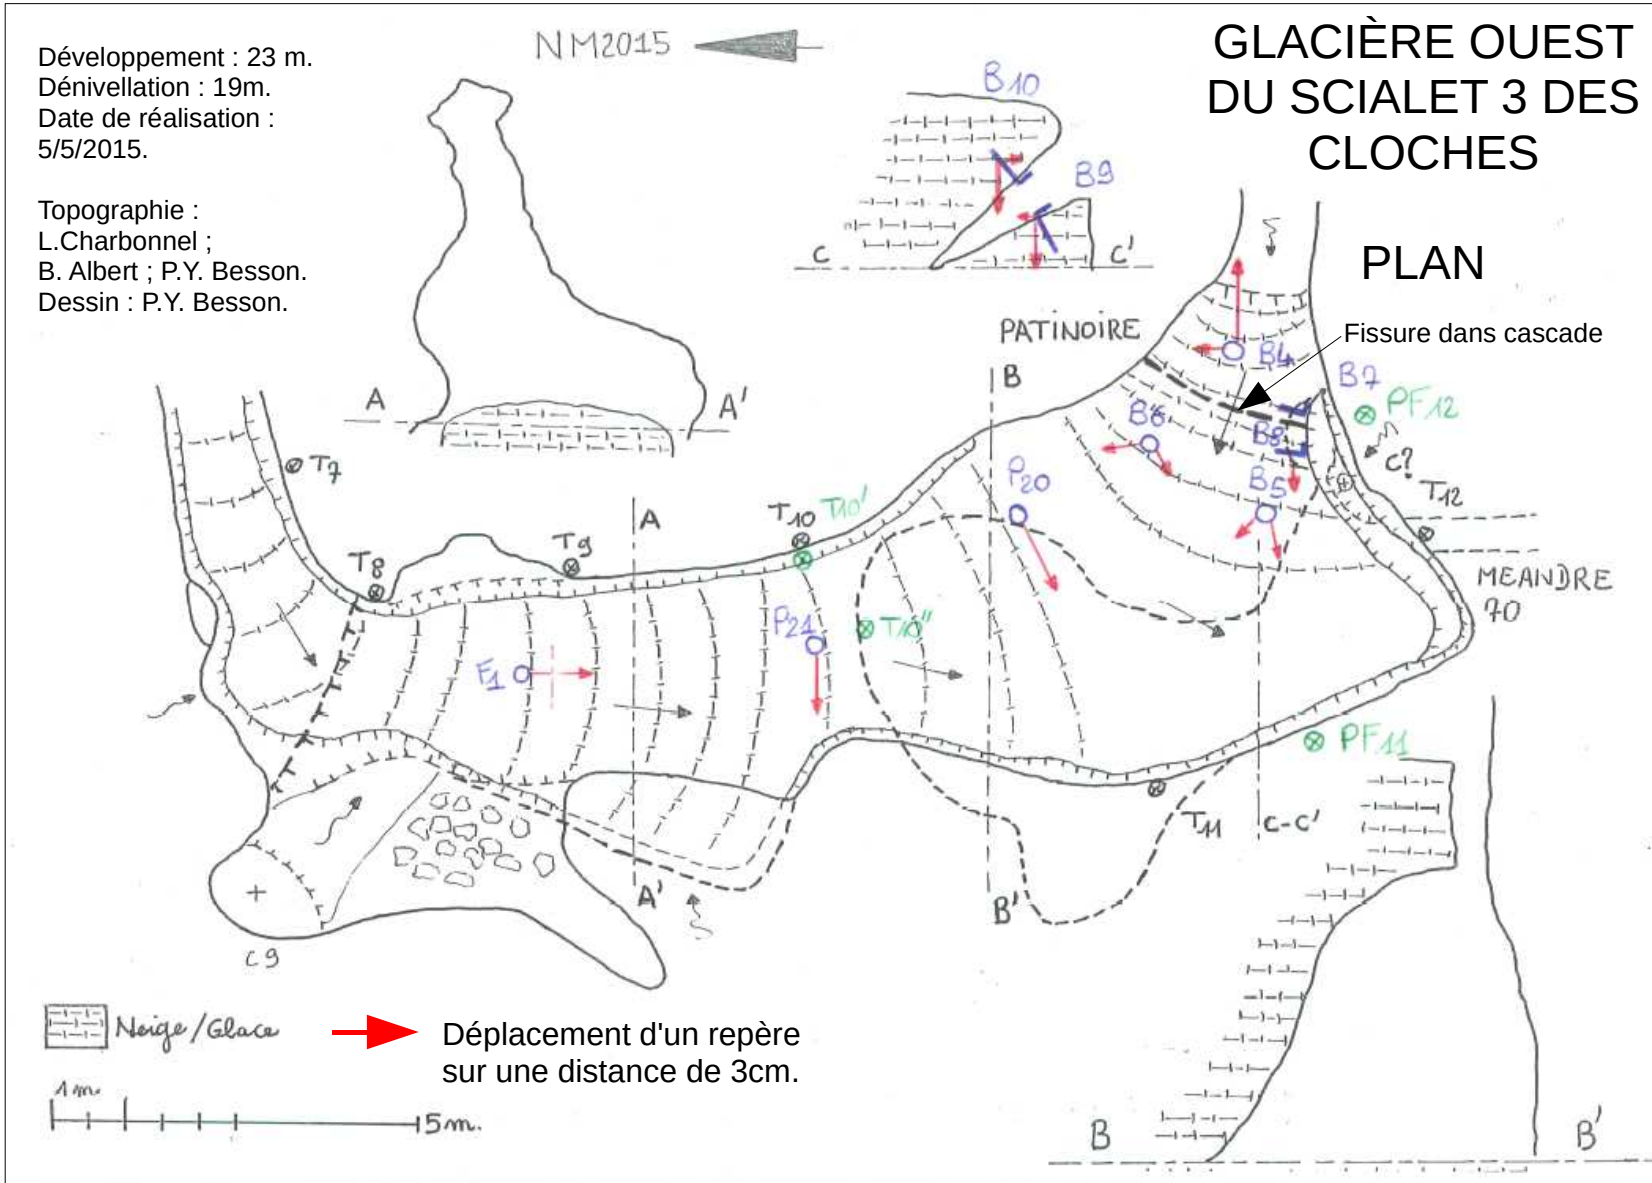 Développement : 23 m.
Dénivellation : 19m.
Date de réalisation :
5/5/2015.
Topographie :
L.Charbonnel ;
B. Albert ; P.Y. Besson.
Dessin : P.Y. Besson.
NM2015
GLACIÈRE OUEST
DU SCIALET 3 DES
CLOCHES
PLAN
B10
B9
C
C'
PATINOIRE
Fissure dans cascade
B4
B7
PF12
B
A
A'
B6
B8
C?
T7
P20
B5
T12
A
T10
T10'
T9
T8
MEANDRE
70
P21
T10"
F1
PF11
T11
C-C'
A'
B'
C9
Neige/Glace
Déplacement d'un repère
sur une distance de 3cm.
1m
5m.
B
B'